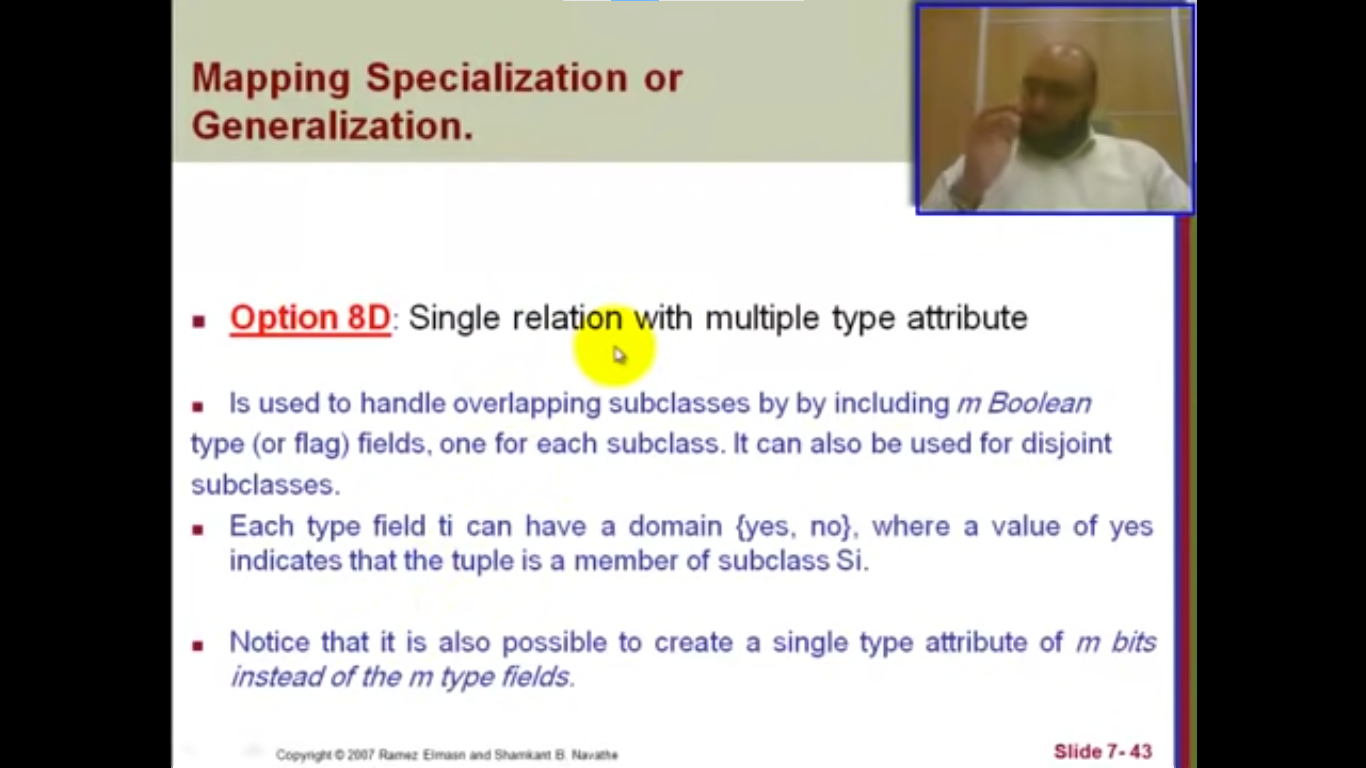 Mapping Specialization or
Generalization.
Option 8D: Single relation with multiple type attribute
Is used to handle overlapping subclasses by by including m Boolean
type (or flag) fields, one for each subclass. It can also be used for disjoint
subclasses.
Each type field ti can have a domain {yes, no}, where a value of yes
indicates that the tuple is a member of subclass Si.
Notice that it is also possible to create a single type attribute of m bits
instead of the m type fields.
Copyright © 2007 Ramez Elmasri and Shamkant B. Navathe
Slide 7- 43